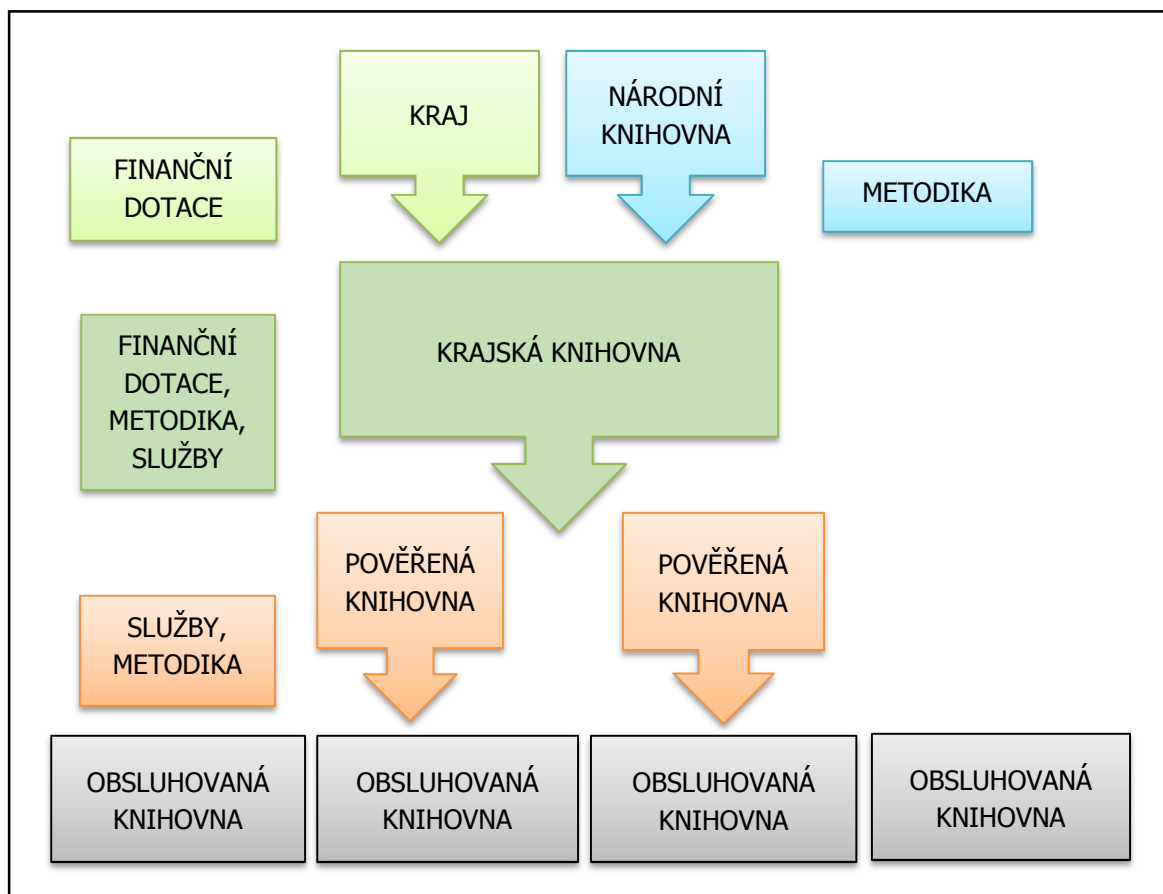 KRAJ
NÁRODNÍ
KNIHOVNA
FINANČNÍ
DOTACE
METODIKA
FINANČNÍ
DOTACE,
METODIKA,
SLUŽBY
KRAJSKÁ KNIHOVNA
POVĚŘENÁ
KNIHOVNA
POVĚŘENÁ
KNIHOVNA
SLUŽBY,
METODIKA
OBSLUHOVANÁ
KNIHOVNA
OBSLUHOVANÁ
KNIHOVNA
OBSLUHOVANÁ
KNIHOVNA
OBSLUHOVANÁ
KNIHOVNA